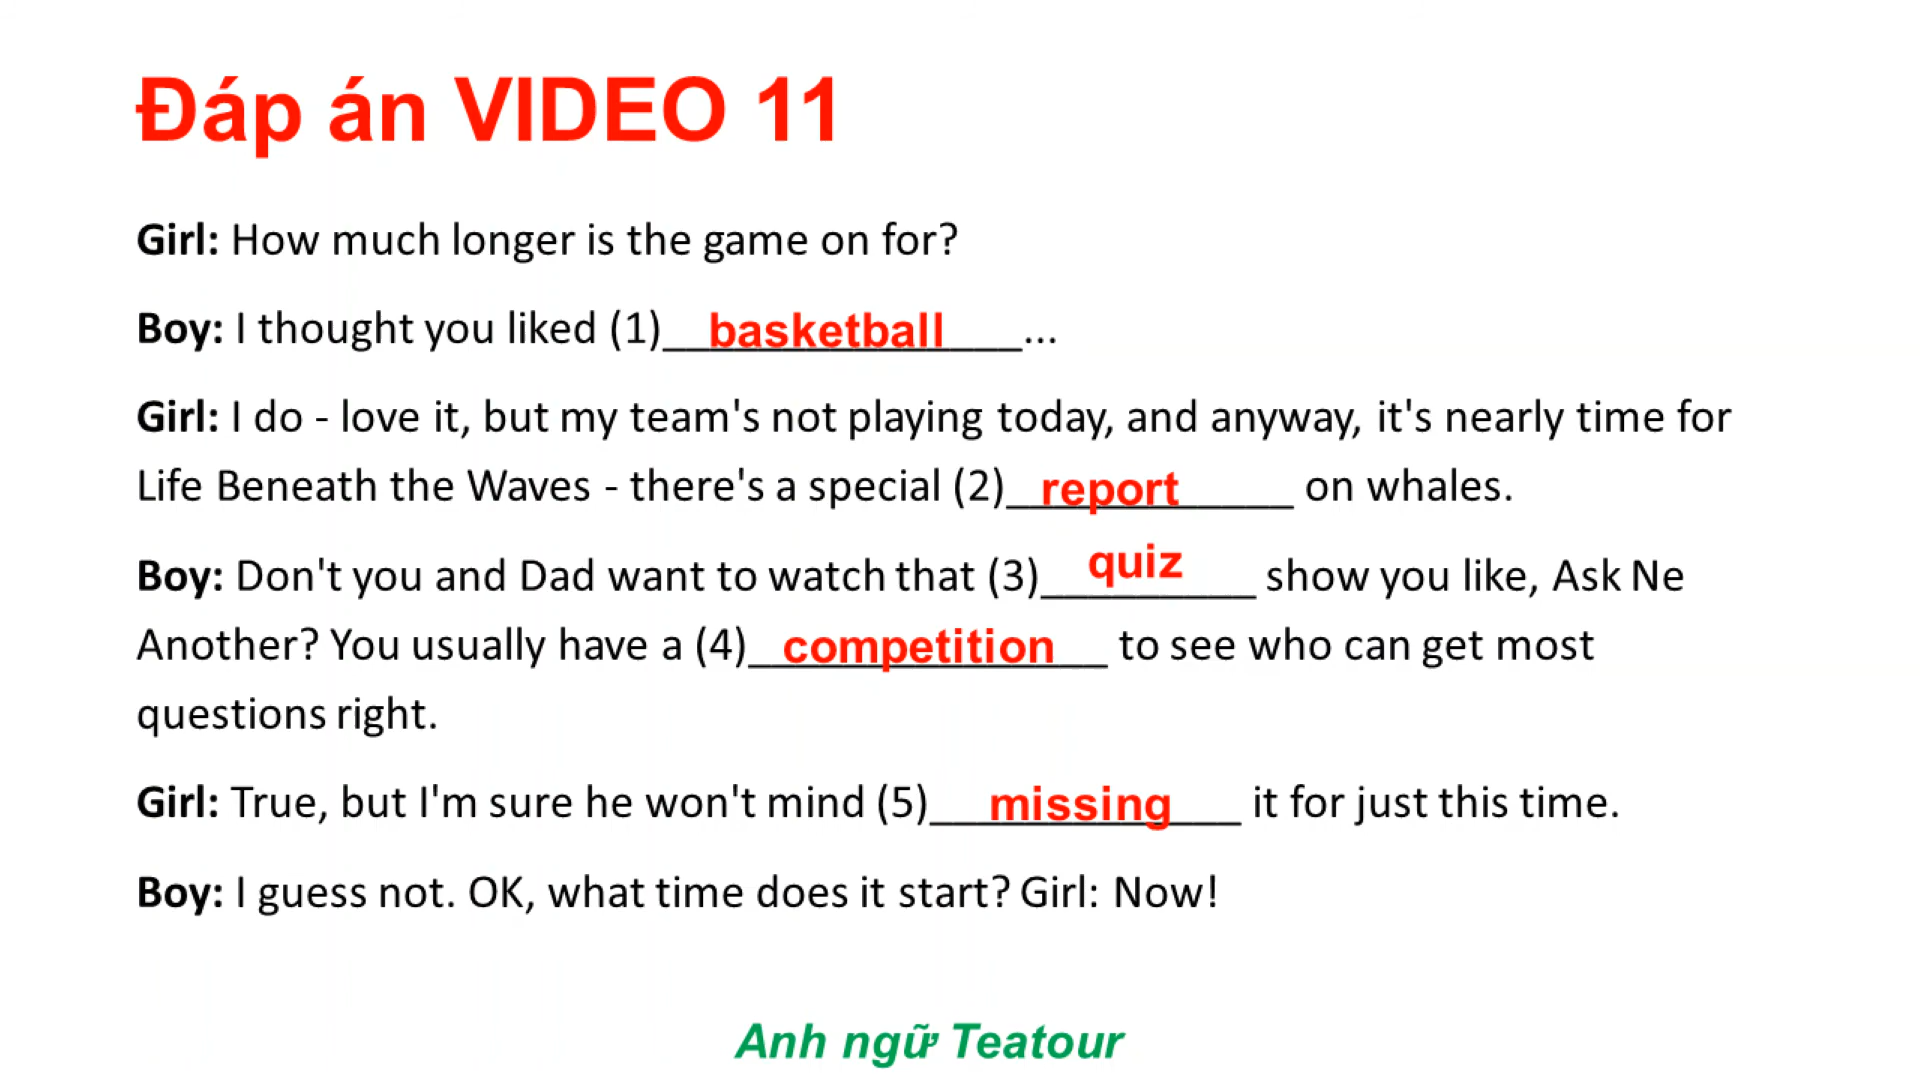 Đáp án VIDEO 11
Girl: How much longer is the game on for?
Boy: I thought you liked (1)_______basketball_______...
Girl: I do - love it, but my team's not playing today, and anyway, it's nearly time for
Life Beneath the Waves - there's a special (2)____report____ on whales.
Boy: Don't you and Dad want to watch that (3)____quiz____ show you like, Ask Ne
Another? You usually have a (4)____competition____ to see who can get most
questions right.
Girl: True, but I'm sure he won't mind (5)____missing____ it for just this time.
Boy: I guess not. OK, what time does it start? Girl: Now!
Anh ngữ Teatour